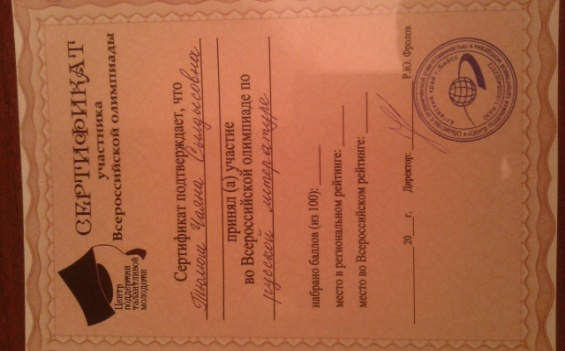 СЕРТИФИКАТ
участника
Всероссийской олимпиады
Центр
поддержки
талантливой
молодежи
Сертификат подтверждает, что
Чаяна
принял (а) участие
во Всероссийской олимпиаде по
русской литературе
набрано баллов (из 100):
место в региональном рейтинге:
место во Всероссийском рейтинге:
20 г. Директор: Р.Ю. Фролов